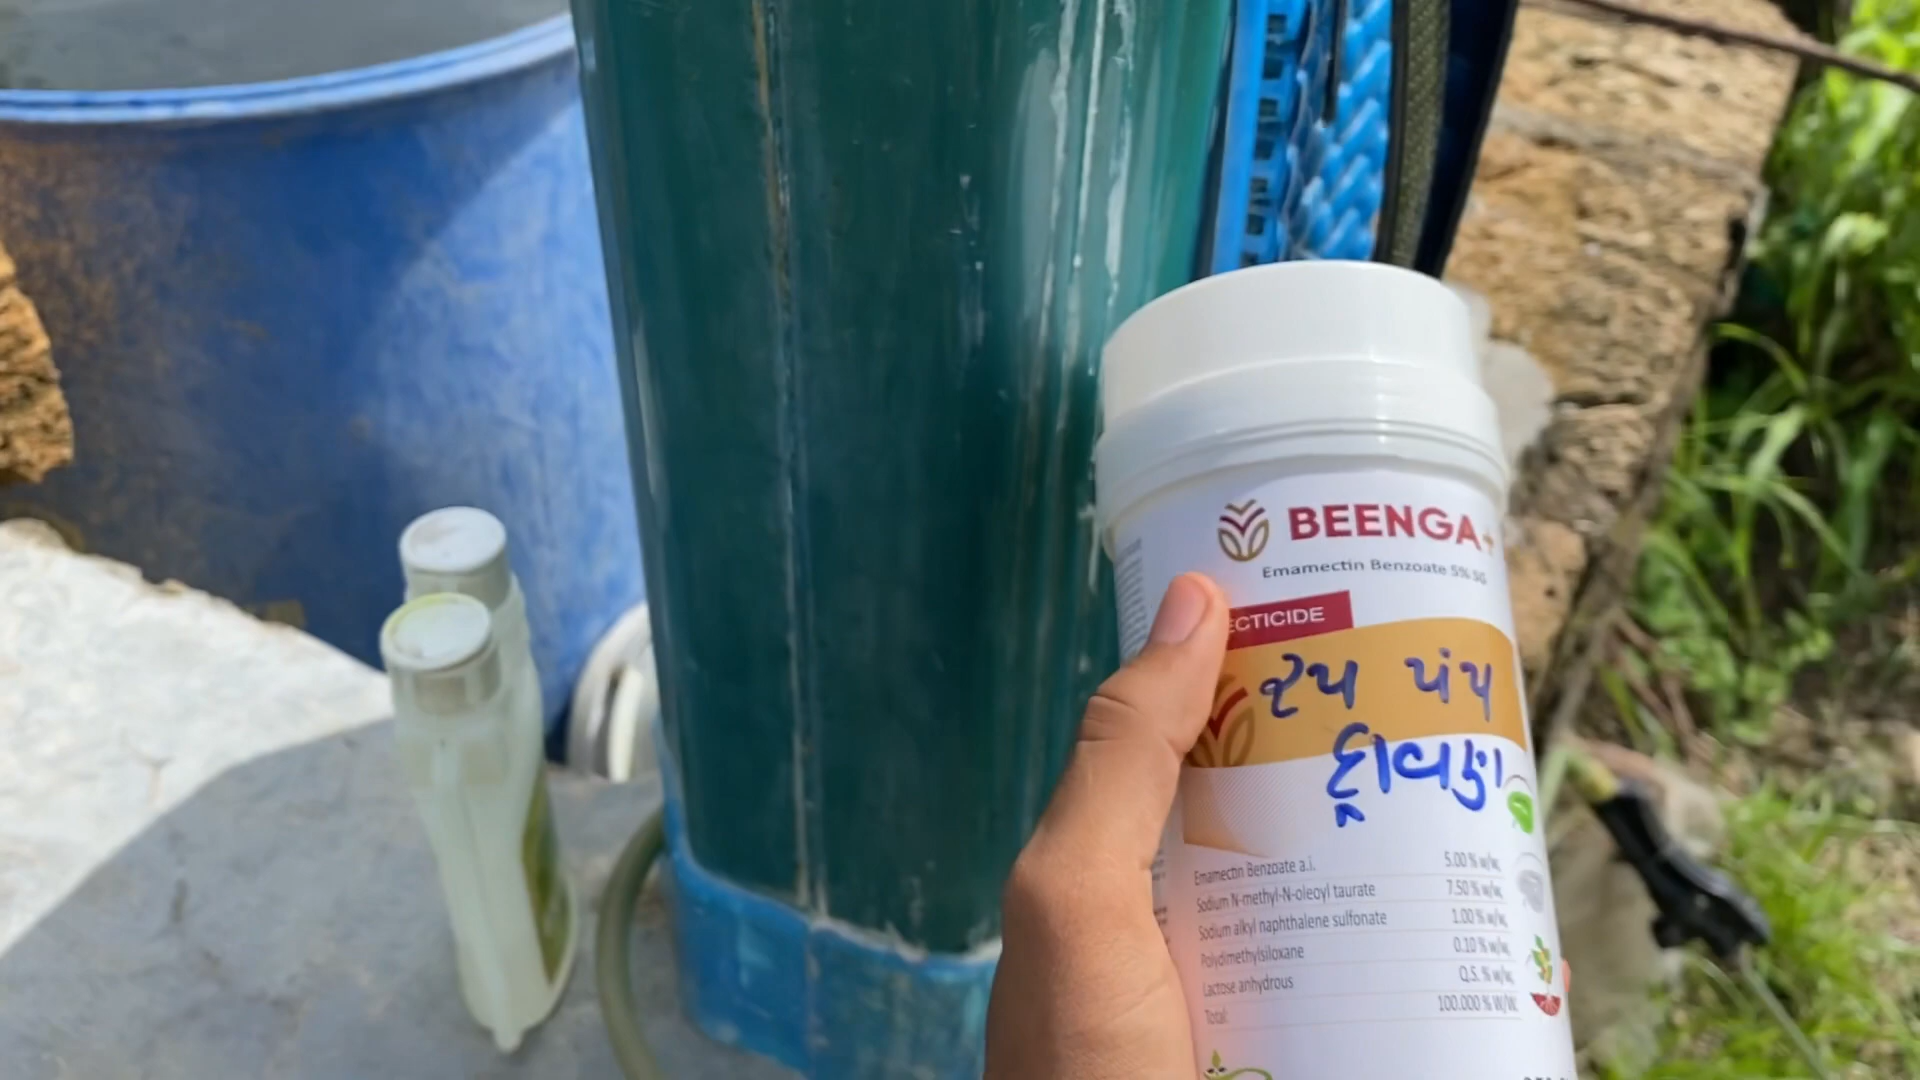 BEENGA+
Emamectin Benzoate 5% SG
ECTICIDE
૨૫ પંપ
Emamectin Benzoate a.i. 5.00 % w/w,
Sodium N-methyl-N-oleoyl taurate 7.50 % w/w,
Sodium alkyl naphthalene sulfonate 1.00 % w/w,
Polydimethylsiloxane 0.10 % w/w,
Lactose anhydrous Q.S. % w/w,
Total 100.000 % W/W.